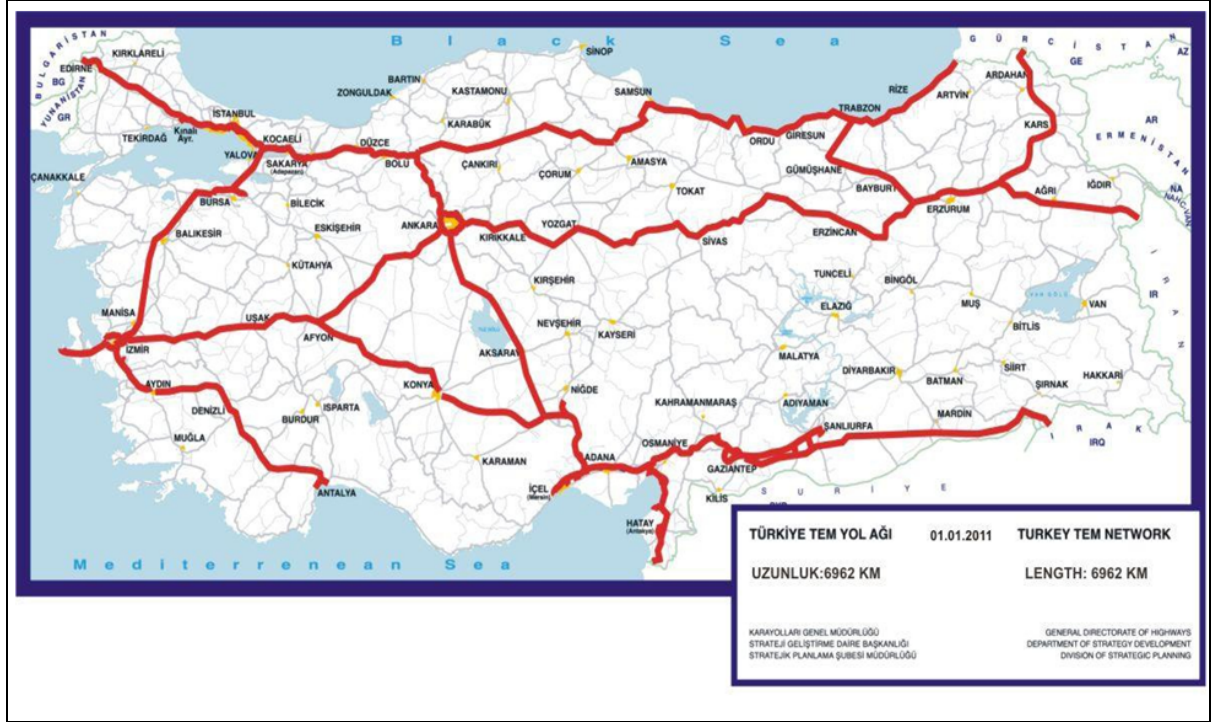 Black Sea
BULGARİSTAN
BG
YUNANİSTAN
GR
GÜRCİSTAN
GE
AZ
AR
ERMENİSTAN
NA
İRAN
IR
IRAK
IRQ
SURİYE
KIRKLARELİ
EDİRNE
TEKİRDAĞ
Kınalı
Ayr.
İSTANBUL
KOCAELİ
YALOVA
SAKARYA
(Adapazarı)
DÜZCE
BOLU
ZONGULDAK
BARTIN
KARABÜK
KASTAMONU
SİNOP
SAMSUN
ÇANKIRI
ÇORUM
AMASYA
TOKAT
ORDU
GİRESUN
TRABZON
RİZE
ARTVİN
ARDAHAN
KARS
GÜMÜŞHANE
BAYBURT
ERZURUM
AĞRI
IĞDIR
ÇANAKKALE
BURSA
BİLECİK
BALIKESİR
ESKİŞEHİR
KÜTAHYA
ANKARA
KIRIKKALE
YOZGAT
SİVAS
ERZİNCAN
KIRŞEHİR
TUNCELİ
BİNGÖL
ELAZIĞ
MUŞ
VAN GÖLÜ
VAN
BİTLİS
MANİSA
İZMİR
UŞAK
AFYON
AKSARAY
NEVŞEHİR
KAYSERİ
MALATYA
DİYARBAKIR
BATMAN
SİİRT
ŞIRNAK
HAKKARİ
AYDIN
DENİZLİ
BURDUR
ISPARTA
KONYA
NİĞDE
KAHRAMANMARAŞ
ADIYAMAN
MARDİN
ŞANLIURFA
MUĞLA
ANTALYA
KARAMAN
İÇEL
(Mersin)
ADANA
OSMANİYE
GAZİANTEP
KİLİS
HATAY
(Antakya)
Mediterrenean Sea
TÜRKİYE TEM YOL AĞI 01.01.2011 TURKEY TEM NETWORK
UZUNLUK:6962 KM LENGTH: 6962 KM
KARAYOLLARI GENEL MÜDÜRLÜĞÜ GENERAL DIRECTORATE OF HIGHWAYS
STRATEJİ GELİŞTİRME DAİRE BAŞKANLIĞI DEPARTMENT OF STRATEGY DEVELOPMENT
STRATEJİK PLANLAMA ŞUBESİ MÜDÜRLÜĞÜ DIVISION OF STRATEGIC PLANNING